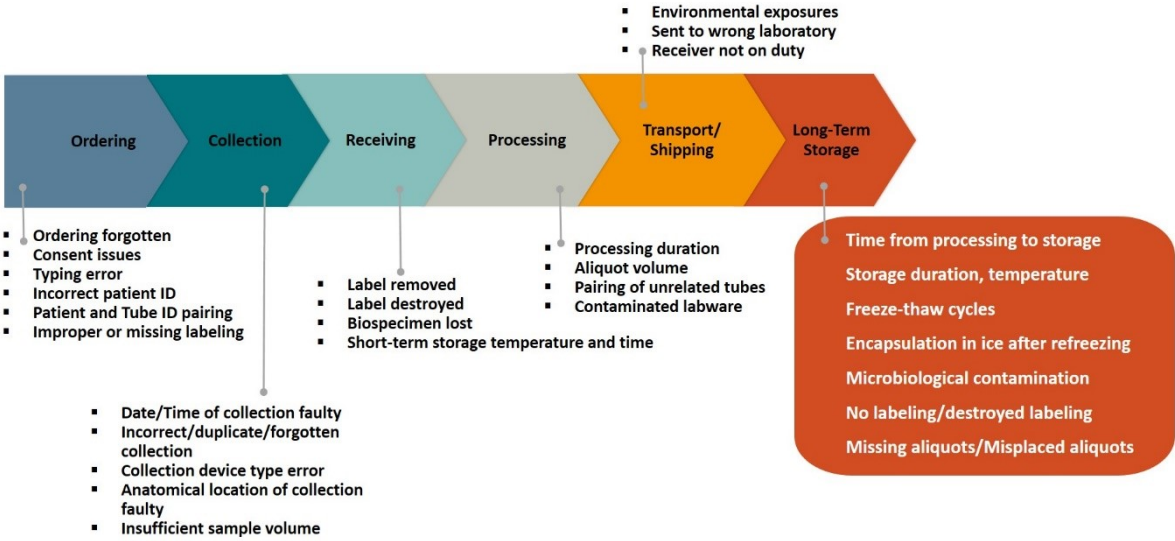 ▪ Environmental exposures
▪ Sent to wrong laboratory
▪ Receiver not on duty
Ordering
Collection
Receiving
Processing
Transport/
Shipping
Long-Term
Storage
▪ Ordering forgotten
▪ Consent issues
▪ Typing error
▪ Incorrect patient ID
▪ Patient and Tube ID pairing
▪ Improper or missing labeling
▪ Date/Time of collection faulty
▪ Incorrect/duplicate/forgotten
collection
▪ Collection device type error
▪ Anatomical location of collection
faulty
▪ Insufficient sample volume
▪ Label removed
▪ Label destroyed
▪ Biospecimen lost
▪ Short-term storage temperature and time
▪ Processing duration
▪ Aliquot volume
▪ Pairing of unrelated tubes
▪ Contaminated labware
Time from processing to storage
Storage duration, temperature
Freeze-thaw cycles
Encapsulation in ice after refreezing
Microbiological contamination
No labeling/destroyed labeling
Missing aliquots/Misplaced aliquots